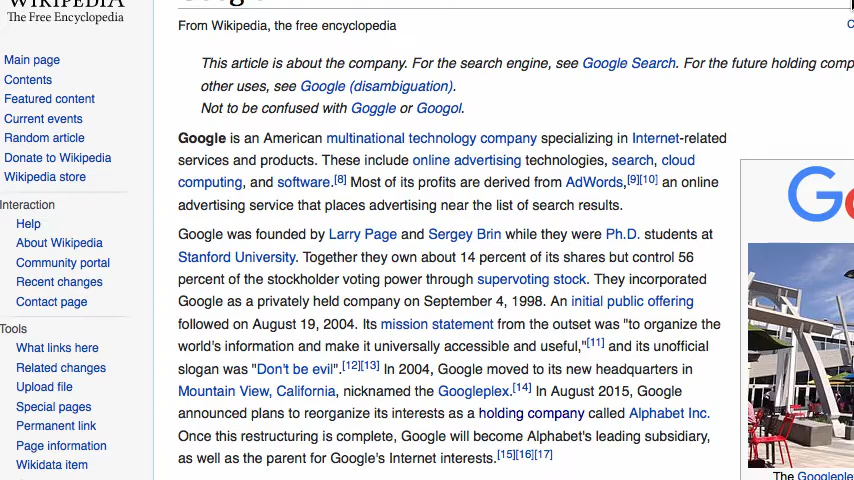 WIKIPEDIA
The Free Encyclopedia
Main page
Contents
Featured content
Current events
Random article
Donate to Wikipedia
Wikipedia store
Interaction
Help
About Wikipedia
Community portal
Recent changes
Contact page
Tools
What links here
Related changes
Upload file
Special pages
Permanent link
Page information
Wikidata item
Google
From Wikipedia, the free encyclopedia
This article is about the company. For the search engine, see Google Search. For the future holding comp
other uses, see Google (disambiguation).
Not to be confused with Goggle or Googol.
Google is an American multinational technology company specializing in Internet-related
services and products. These include online advertising technologies, search, cloud
computing, and software.[8] Most of its profits are derived from AdWords,[9][10] an online
advertising service that places advertising near the list of search results.
Google was founded by Larry Page and Sergey Brin while they were Ph.D. students at
Stanford University. Together they own about 14 percent of its shares but control 56
percent of the stockholder voting power through supervoting stock. They incorporated
Google as a privately held company on September 4, 1998. An initial public offering
followed on August 19, 2004. Its mission statement from the outset was "to organize the
world's information and make it universally accessible and useful,"[11] and its unofficial
slogan was "Don't be evil".[12][13] In 2004, Google moved to its new headquarters in
Mountain View, California, nicknamed the Googleplex.[14] In August 2015, Google
announced plans to reorganize its interests as a holding company called Alphabet Inc.
Once this restructuring is complete, Google will become Alphabet's leading subsidiary,
as well as the parent for Google's Internet interests.[15][16][17]
G
The Googleple